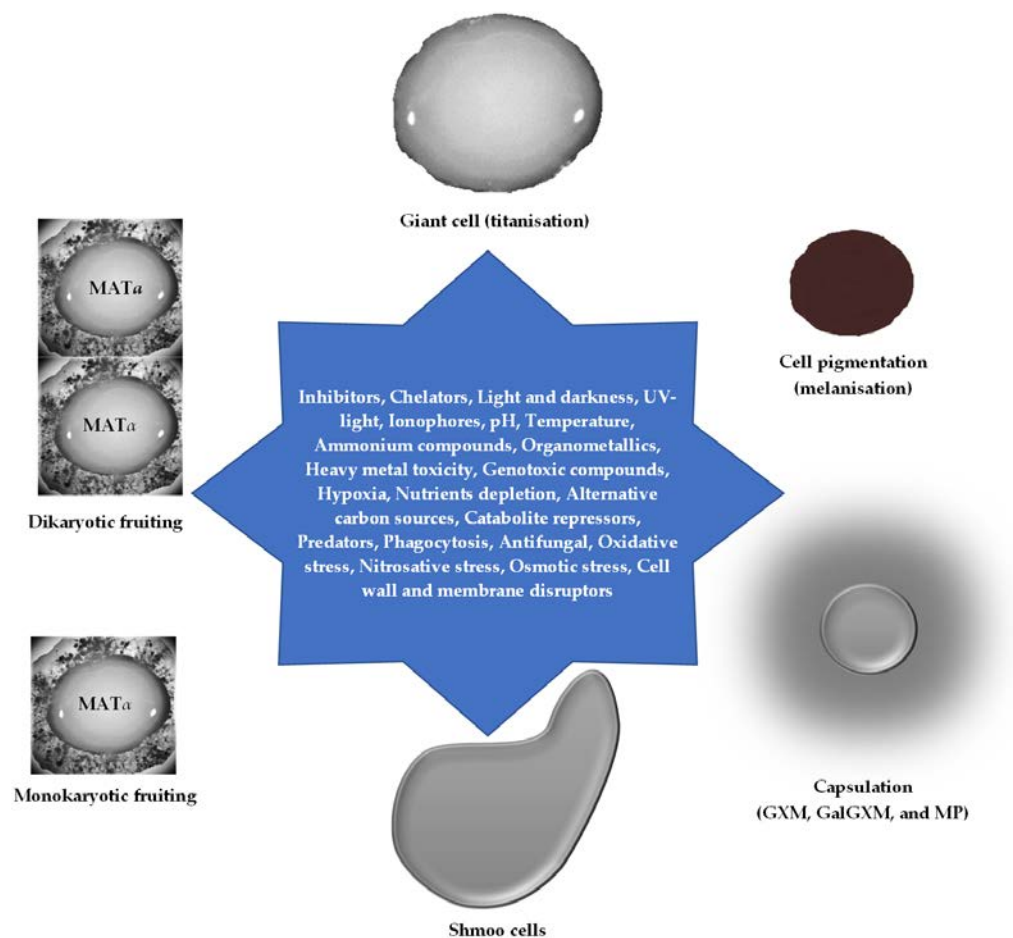 Giant cell (titanisation)
MATa
MATα
Dikaryotic fruiting
Cell pigmentation
(melanisation)
Inhibitors, Chelators, Light and darkness, UV-
light, Ionophores, pH, Temperature,
Ammonium compounds, Organometallics,
Heavy metal toxicity, Genotoxic compounds,
Hypoxia, Nutrients depletion, Alternative
carbon sources, Catabolite repressors,
Predators, Phagocytosis, Antifungal, Oxidative
stress, Nitrosative stress, Osmotic stress, Cell
wall and membrane disruptors
MATα
Monokaryotic fruiting
Capsulation
(GXM, GalGXM, and MP)
Shmoo cells